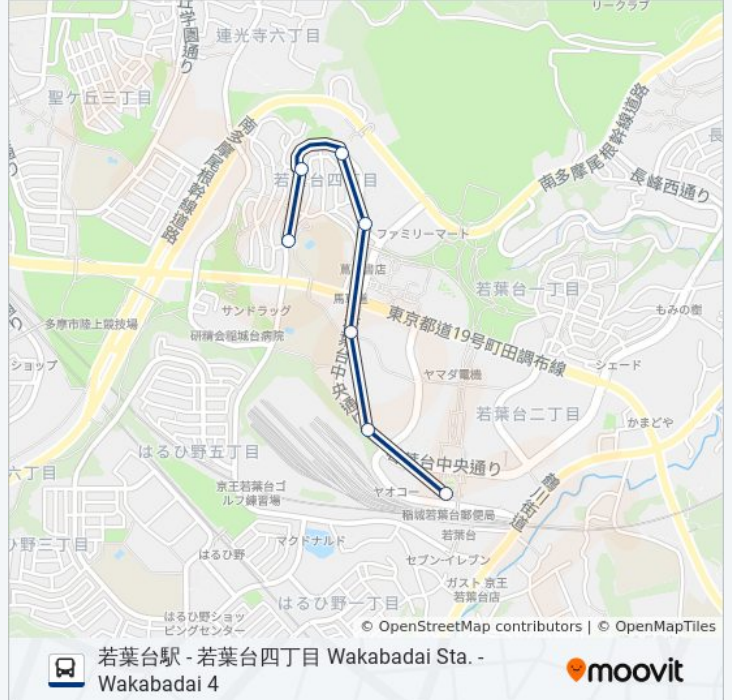 リークラブ
丘学園通り
連光寺六丁目
聖ケ丘三丁目
南多摩尾根幹線道路
南多摩尾根幹線道路
長
長峰西通り
若 台四 目
ファミリーマート
書店
若葉台一丁目
もみの樹
サンドラッグ
東京都道19号町田調布線
多摩市陸上競技場
研精会稲城台病院
ショップ
シェード
ヤマダ電機
台中央通
若葉台二丁目
かまどや
はるひ野五丁目
六丁目
台中央通り
鶴川街道
京王若葉台ゴ
ルフ練習場
ヤオコー
稲城若葉台郵便局
若葉台
マクドナルド
はるひ野
野三丁目
セブン-イレブン
ガスト 京王
若葉台店
はるひ野一丁目
はるひ野ショッ
ピングセンター
© OpenStreetMap contributors | © OpenMapTiles
若葉台駅 - 若葉台四丁目 Wakabadai Sta. -
Wakabadai 4
moovit